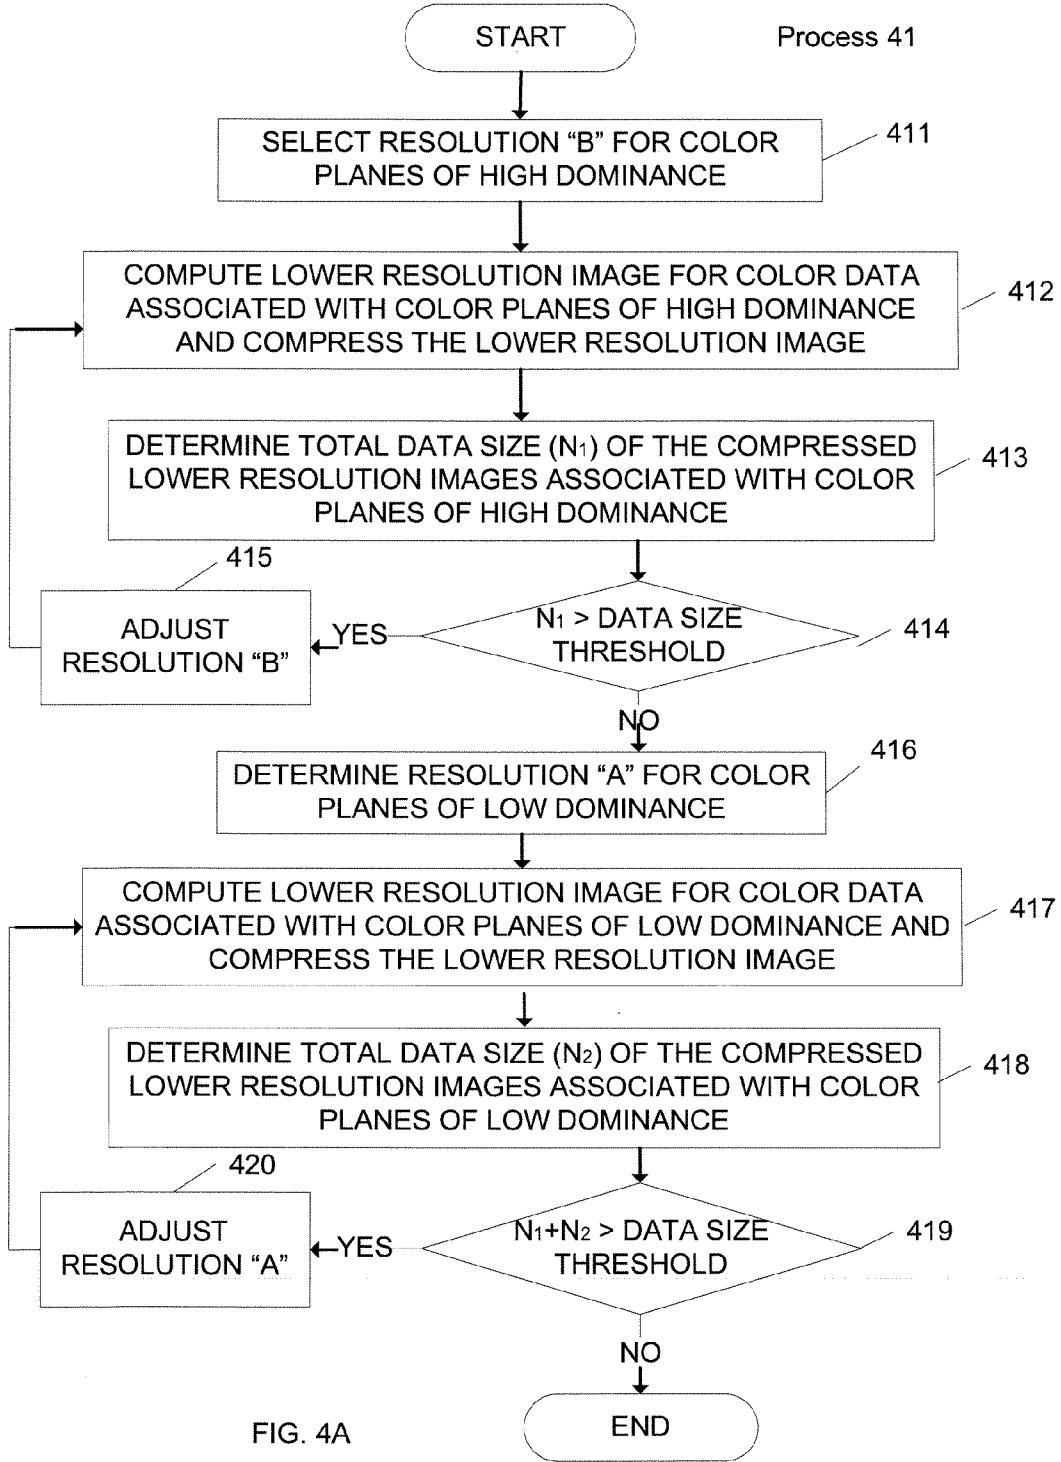 START
Process 41
SELECT RESOLUTION “B” FOR COLOR
PLANES OF HIGH DOMINANCE
411
COMPUTE LOWER RESOLUTION IMAGE FOR COLOR DATA
ASSOCIATED WITH COLOR PLANES OF HIGH DOMINANCE
AND COMPRESS THE LOWER RESOLUTION IMAGE
412
DETERMINE TOTAL DATA SIZE (N1) OF THE COMPRESSED
LOWER RESOLUTION IMAGES ASSOCIATED WITH COLOR
PLANES OF HIGH DOMINANCE
413
415
ADJUST
RESOLUTION “B”
YES
N1 > DATA SIZE
THRESHOLD
414
NO
DETERMINE RESOLUTION “A” FOR COLOR
PLANES OF LOW DOMINANCE
416
COMPUTE LOWER RESOLUTION IMAGE FOR COLOR DATA
ASSOCIATED WITH COLOR PLANES OF LOW DOMINANCE AND
COMPRESS THE LOWER RESOLUTION IMAGE
417
DETERMINE TOTAL DATA SIZE (N2) OF THE COMPRESSED
LOWER RESOLUTION IMAGES ASSOCIATED WITH COLOR
PLANES OF LOW DOMINANCE
418
420
ADJUST
RESOLUTION “A”
YES
N1+N2 > DATA SIZE
THRESHOLD
419
NO
END
FIG. 4A